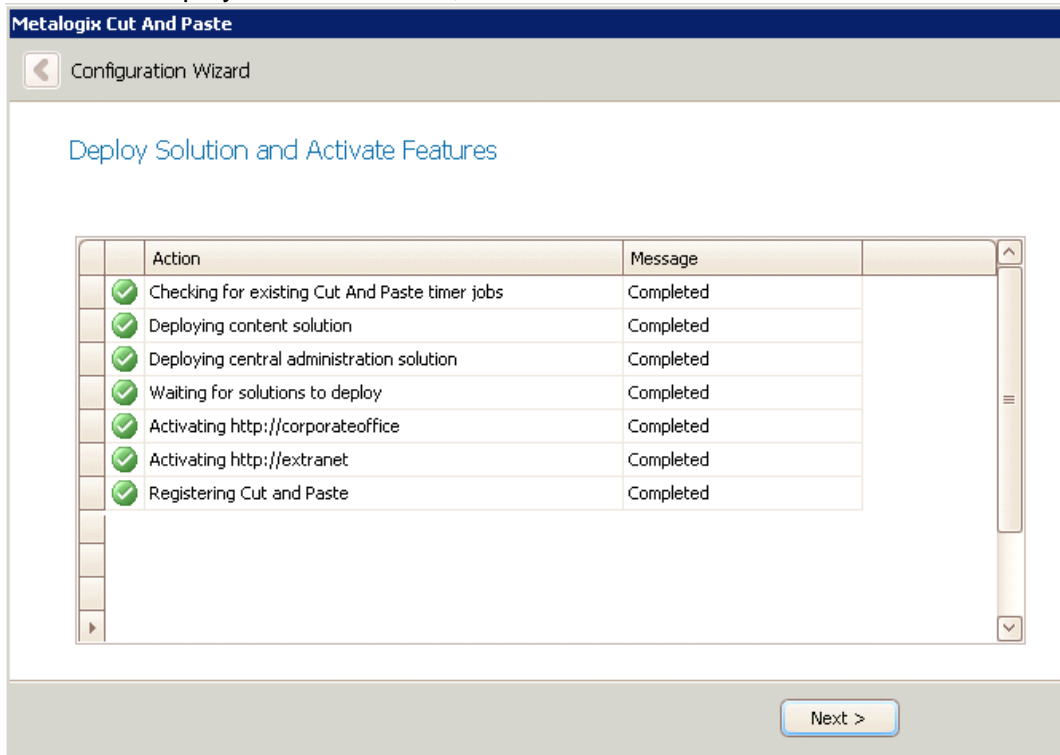 Metalogix Cut And Paste
Configuration Wizard
Deploy Solution and Activate Features
Action Message
Checking for existing Cut And Paste timer jobs Completed
Deploying content solution Completed
Deploying central administration solution Completed
Waiting for solutions to deploy Completed
Activating http://corporateoffice Completed
Activating http://extranet Completed
Registering Cut and Paste Completed
Next >